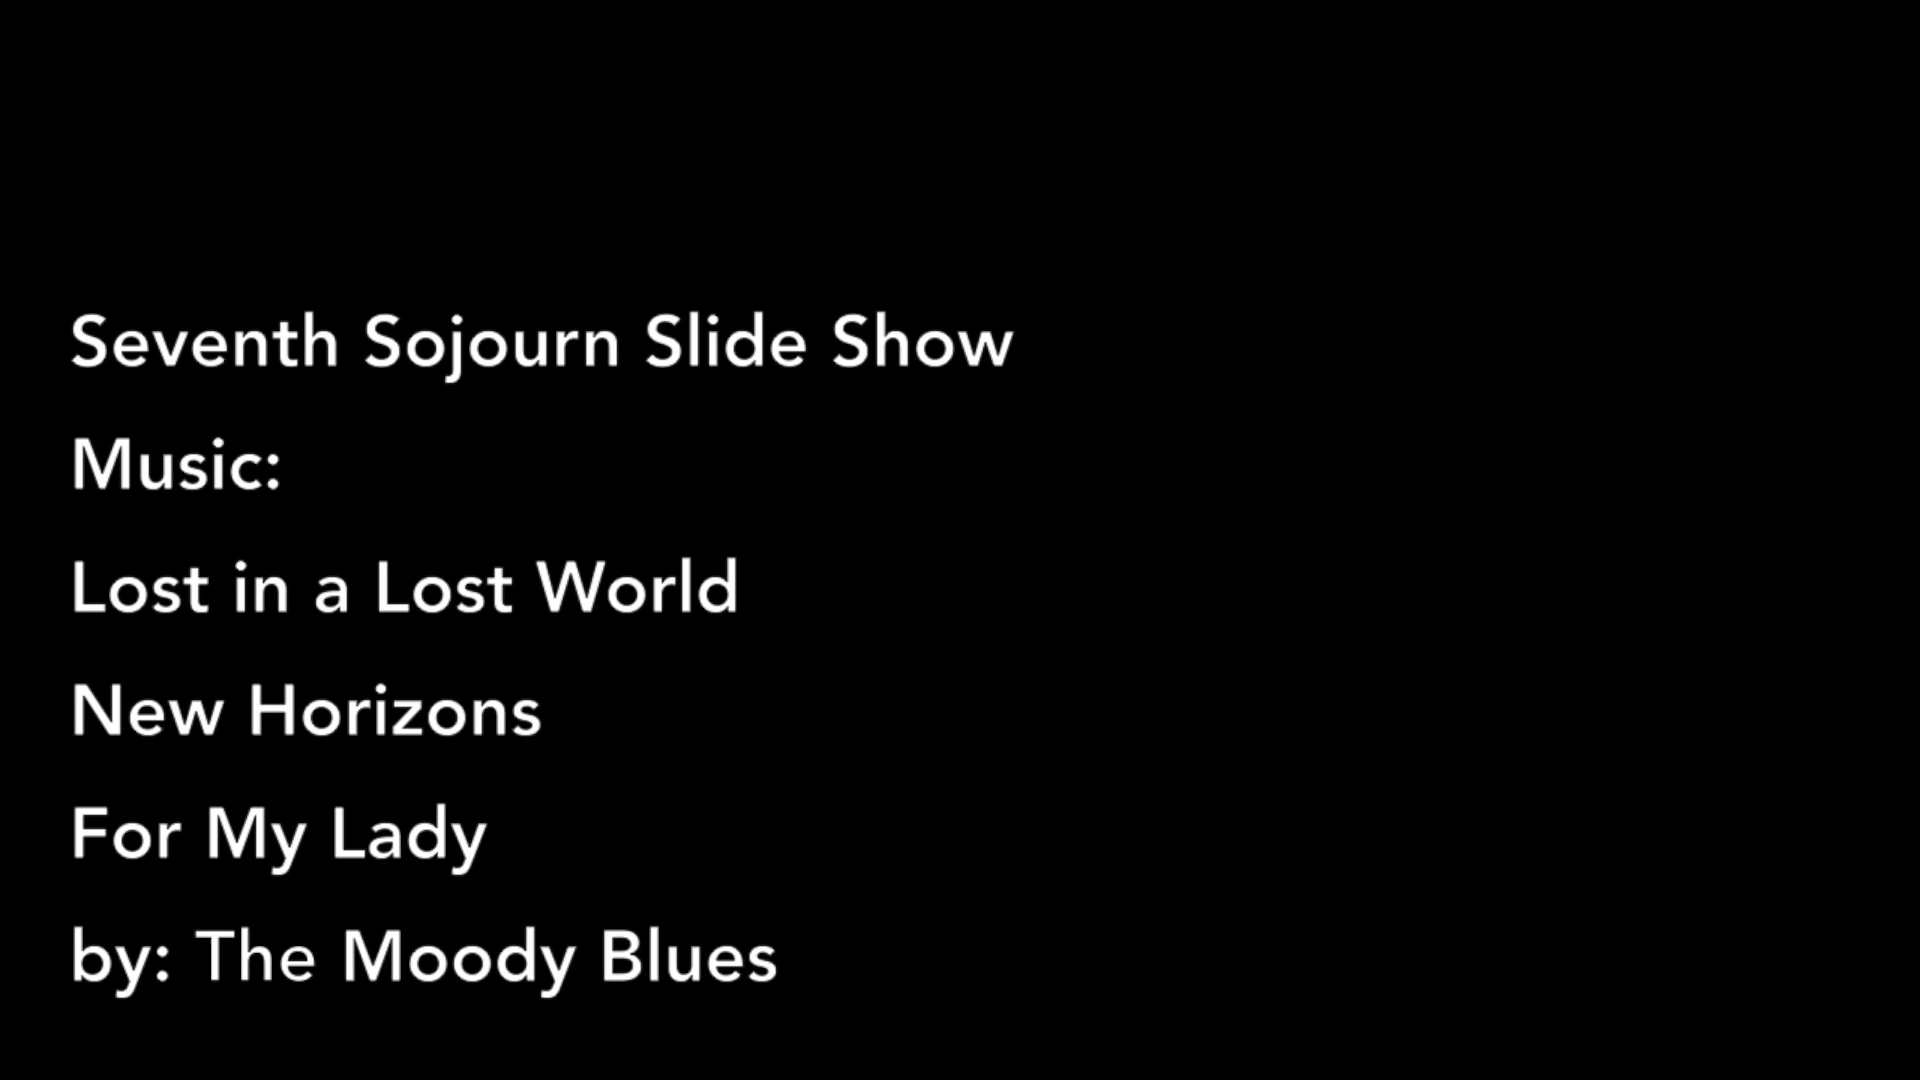 Seventh Sojourn Slide Show
Music:
Lost in a Lost World
New Horizons
For My Lady
by: The Moody Blues